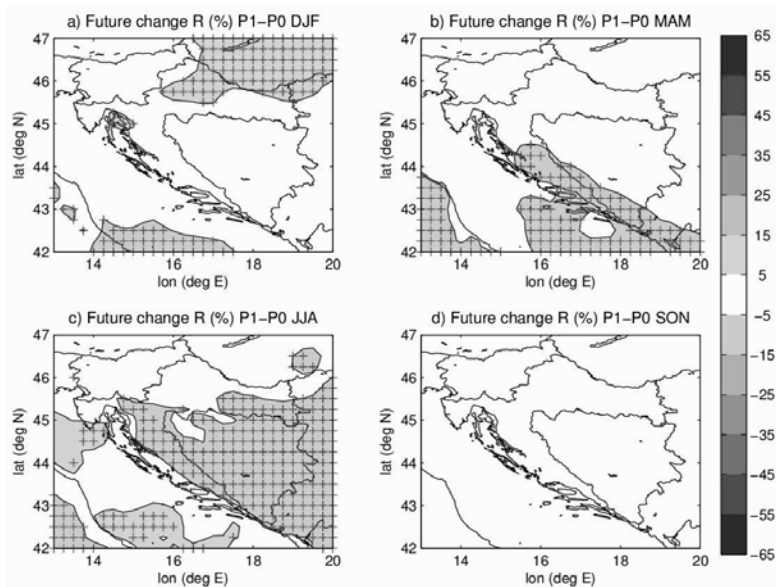 a) Future change R (%) P1−P0 DJF
47
46
45
44
43
42
lat (deg N)
14 16 18 20
lon (deg E)
b) Future change R (%) P1−P0 MAM
47
46
45
44
43
42
lat (deg N)
14 16 18 20
lon (deg E)
c) Future change R (%) P1−P0 JJA
47
46
45
44
43
42
lat (deg N)
14 16 18 20
lon (deg E)
d) Future change R (%) P1−P0 SON
47
46
45
44
43
42
lat (deg N)
14 16 18 20
lon (deg E)
65
55
45
35
25
15
5
−5
−15
−25
−35
−45
−55
−65